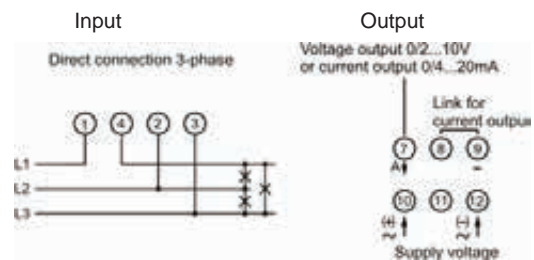 Input
Output
Direct connection 3-phase
Voltage output 0/2...10V
or current output 0/4...20mA
Link for
current outpu
1 4 2 3
7 8 9
A -
L1
L2
L3
10 11 12
(+) (-)
~ ~
Supply voltage